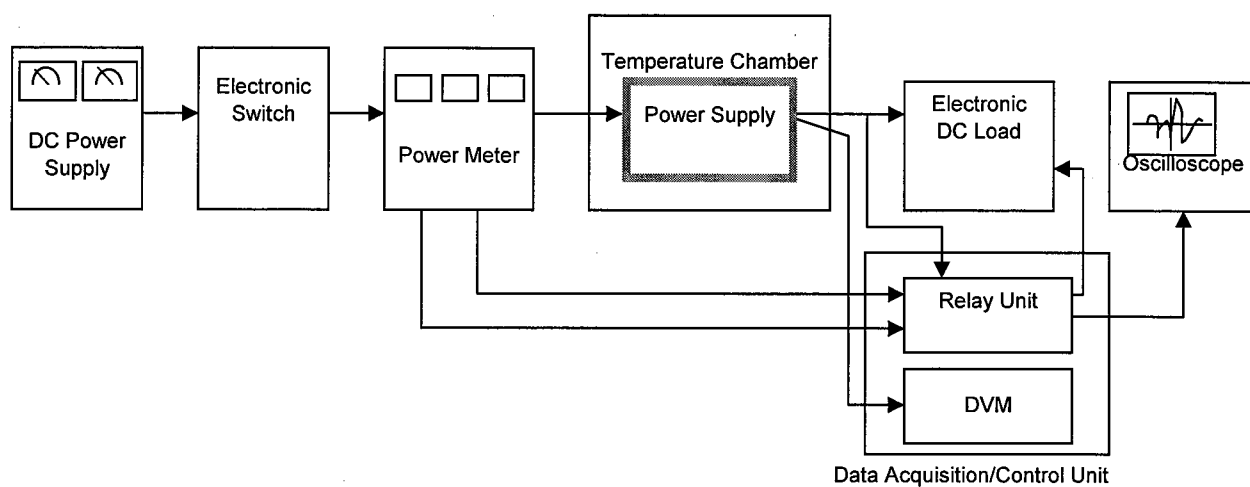 DC Power
Supply
Electronic
Switch
Power Meter
Temperature Chamber
Power Supply
Electronic
DC Load
Oscilloscope
Relay Unit
DVM
Data Acquisition/Control Unit